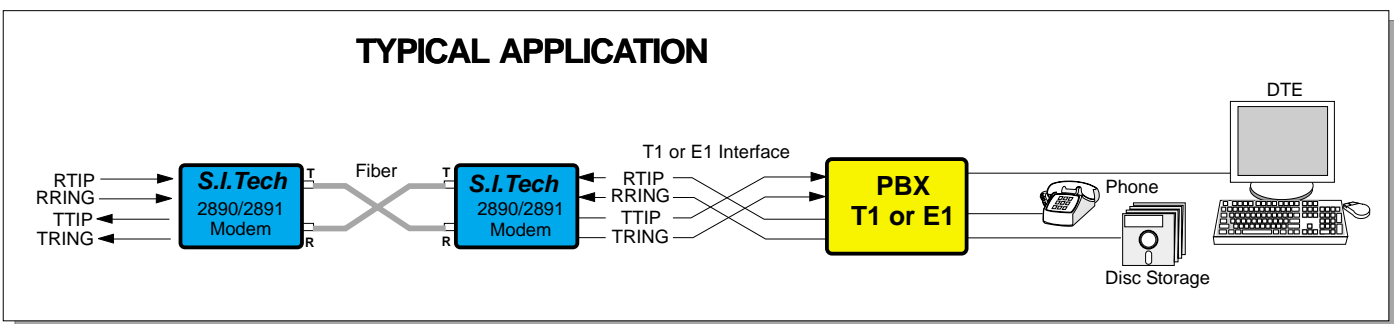 TYPICAL APPLICATION
RTIP
RRING
TTIP
TRING
S.I.Tech
2890/2891
Modem
T
R
Fiber
T
R
S.I.Tech
2890/2891
Modem
T1 or E1 Interface
RTIP
RRING
TTIP
TRING
PBX
T1 or E1
DTE
Phone
Disc Storage